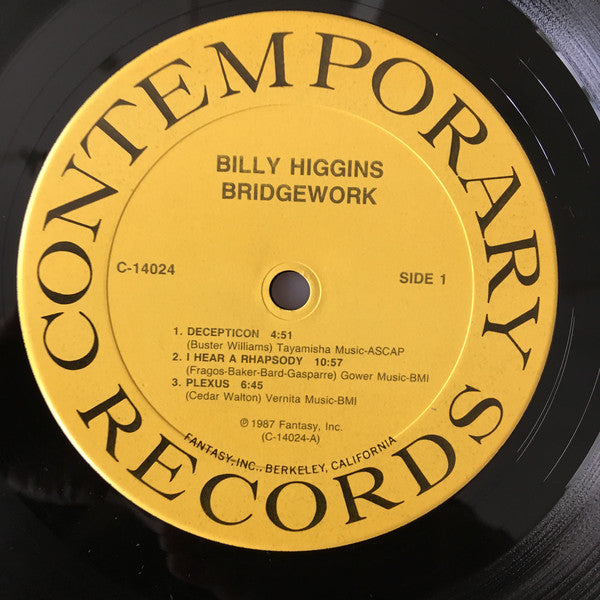 CONTEMPORARY RECORDS
BILLY HIGGINS
BRIDGEWORK
C-14024
SIDE 1
1. DECEPTICON 4:51
(Buster Williams) Tayamisha Music-ASCAP
2. I HEAR A RHAPSODY 10:57
(Fragos-Baker-Bard-Gasparre) Gower Music-BMI
3. PLEXUS 6:45
(Cedar Walton) Vernita Music-BMI
℗ 1987 Fantasy, Inc.
(C-14024-A)
FANTASY, INC., BERKELEY, CALIFORNIA